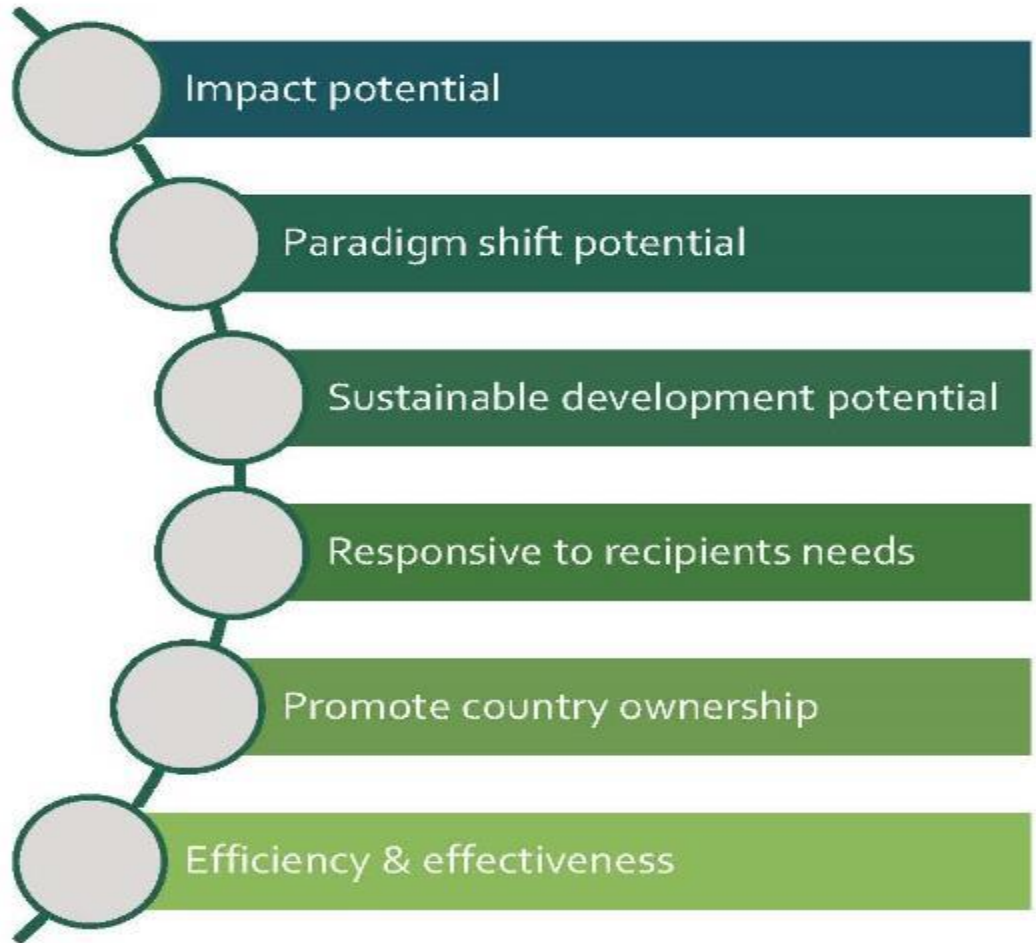 Impact potential
Paradigm shift potential
Sustainable development potential
Responsive to recipients needs
Promote country ownership
Efficiency & effectiveness